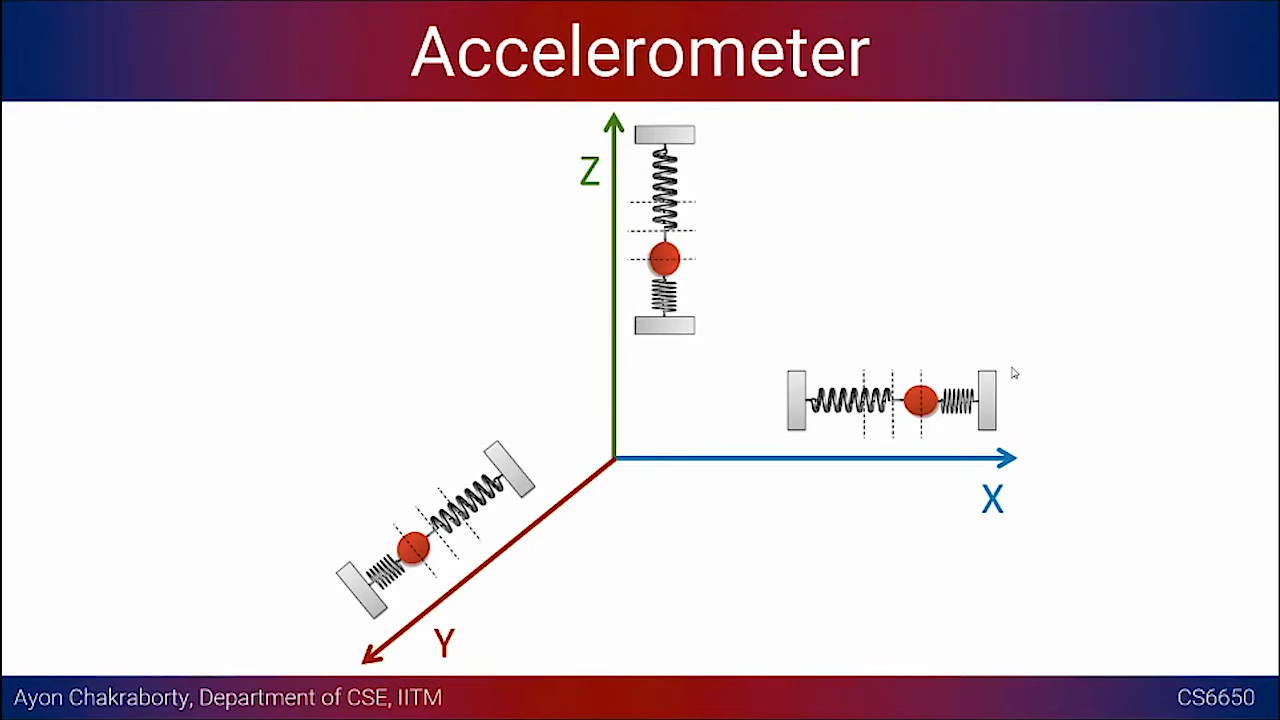 Accelerometer
Z
X
Y
Ayon Chakraborty, Department of CSE, IITM
CS6650